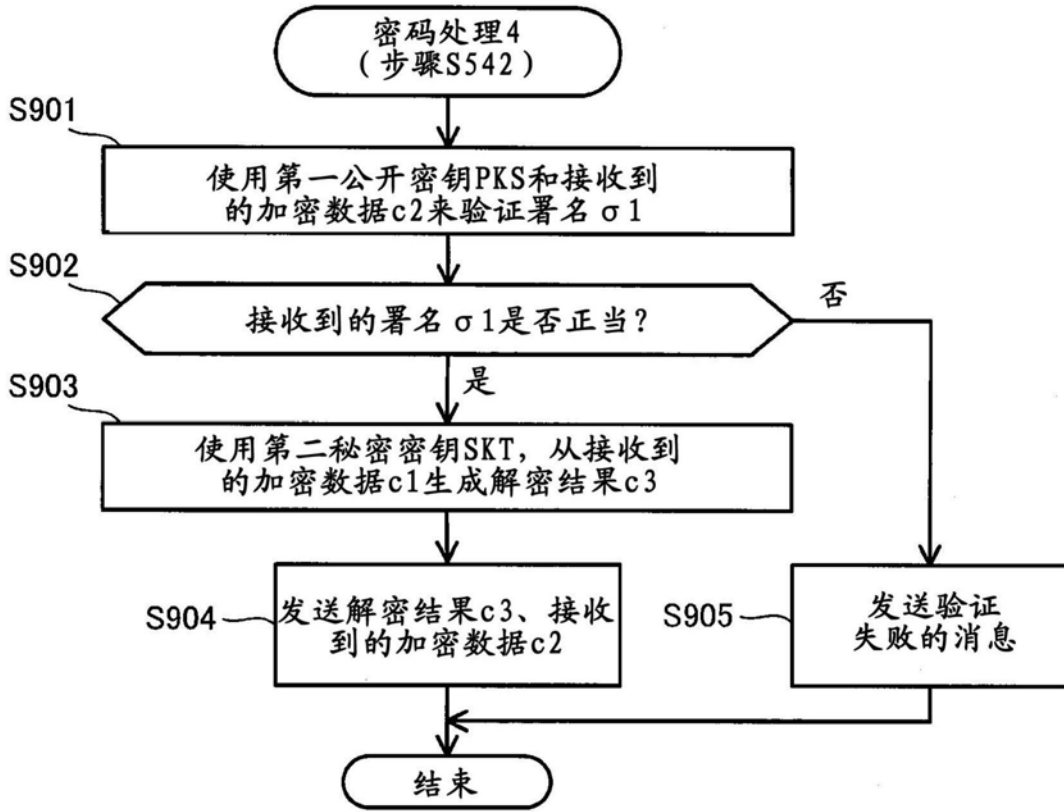 密码处理4
(步骤S542)
S901
使用第一公开密钥PKS和接收到
的加密数据c2来验证署名σ1
S902
接收到的署名σ1是否正当?
否
是
S903
使用第二秘密密钥SKT, 从接收到
的加密数据c1生成解密结果c3
S904
发送解密结果c3、接收
到的加密数据c2
S905
发送验证
失败的消息
结束